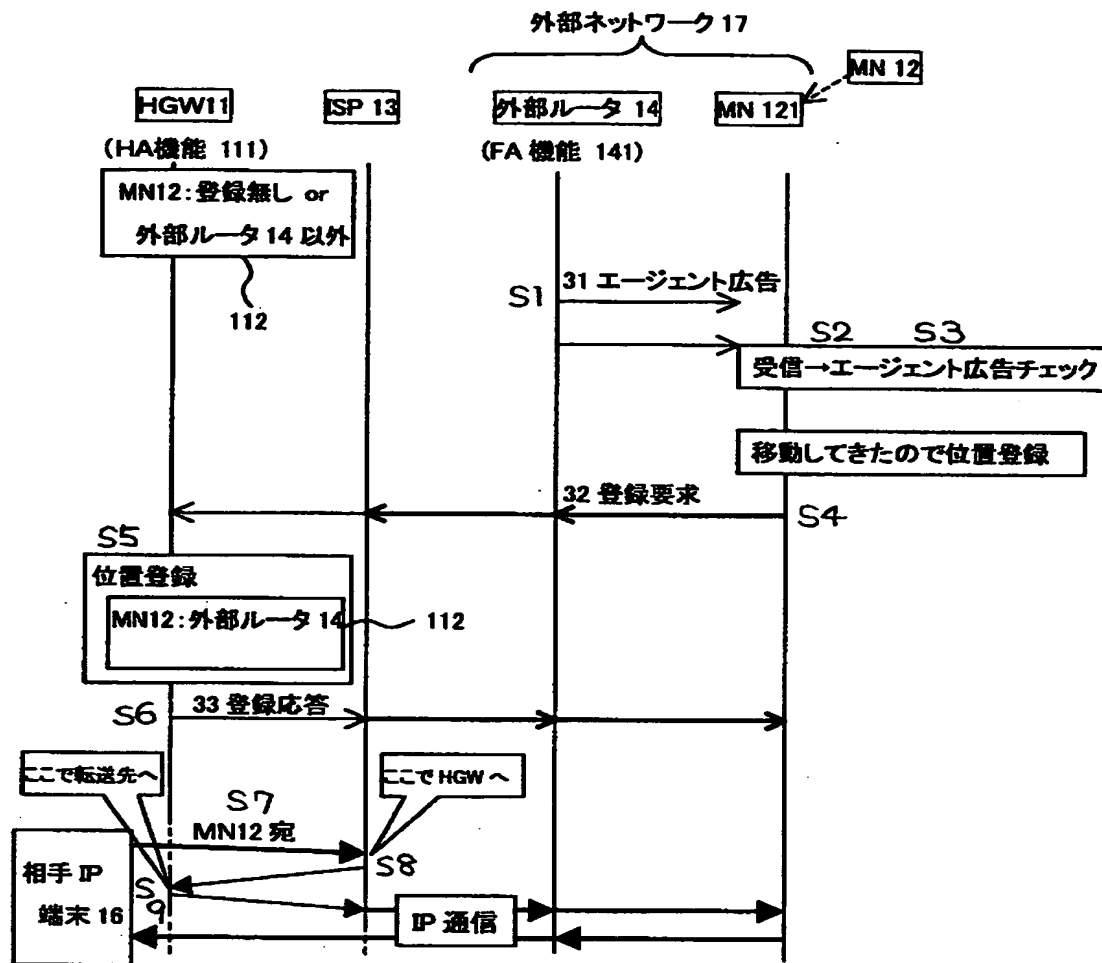 外部ネットワーク 17
MN 12
HGW11
ISP 13
外部ルータ 14
MN 121
(HA機能 111)
(FA 機能 141)
MN12:登録無し or
外部ルータ 14 以外
112
S1
31 エージェント広告
S2
S3
受信→エージェント広告チェック
移動してきたので位置登録
32 登録要求
S4
S5
位置登録
MN12:外部ルータ 14
112
S6
33 登録応答
ここで転送先へ
ここで HGW へ
S7
MN12 宛
S8
相手 IP
端末 16
S9
IP 通信